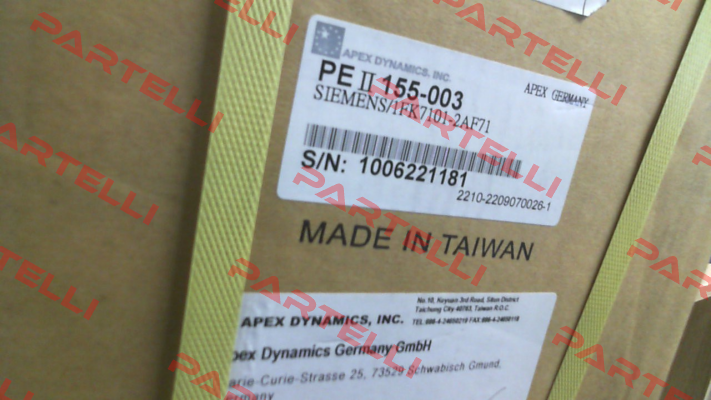 APEX DYNAMICS, INC.
PE II 155-003
APEX GERMANY
SIEMENS/1FK7101-2AF71
S/N: 1006221181
2210-2209070026-1
MADE IN TAIWAN
No.10, Keyuan 3rd Road, Situn District
Taichung City 40763, Taiwan R.O.C.
APEX DYNAMICS, INC.
pex Dynamics Germany GmbH
arie-Curie-Strasse 25, 73529 Schwäbisch Gmund,
ermany
PARTELLI
PARTELLI
PARTELLI
PARTELLI
PARTELLI
PARTELLI
PARTELLI
PARTELLI